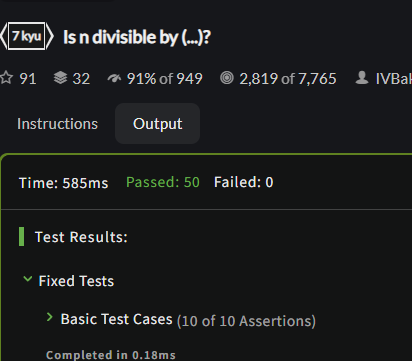 7 kyu Is n divisible by (...)?
91 32 91% of 949 2,819 of 7,765 IVBa
Instructions Output
Time: 585ms Passed: 50 Failed: 0
Test Results:
Fixed Tests
Basic Test Cases (10 of 10 Assertions)
Completed in 0.18ms